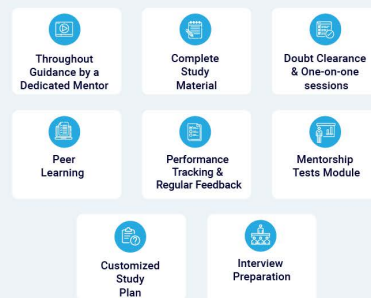 Throughout
Guidance by a
Dedicated Mentor
Complete
Study
Material
Doubt Clearance
& One-on-one
sessions
Peer
Learning
Performance
Tracking &
Regular Feedback
Mentorship
Tests Module
Customized
Study
Plan
Interview
Preparation